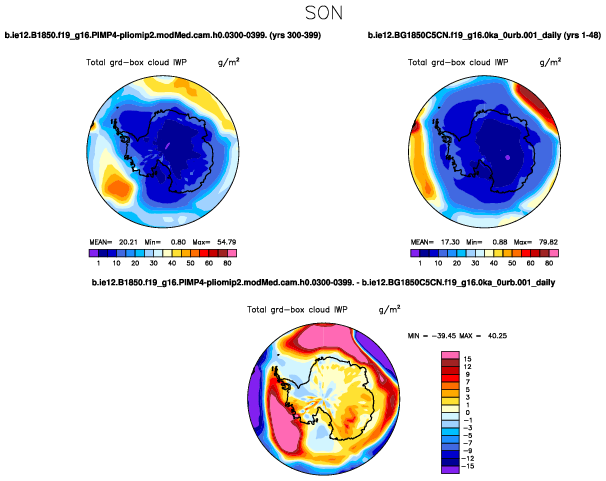 SON
b.ie12.B1850.f19_g16.PIMP4-pliomip2.modMed.cam.h0.0300-0399. (yrs 300-399)
b.ie12.BG1850C5CN.f19_g16.0ka_0urb.001_daily (yrs 1-48)
Total grd-box cloud IWP g/m²
Total grd-box cloud IWP g/m²
MEAN= 20.21 Min= 0.80 Max= 54.79
MEAN= 17.30 Min= 0.88 Max= 79.82
1 10 20 30 40 50 60 80
1 10 20 30 40 50 60 80
b.ie12.B1850.f19_g16.PIMP4-pliomip2.modMed.cam.h0.0300-0399. - b.ie12.BG1850C5CN.f19_g16.0ka_0urb.001_daily
Total grd-box cloud IWP g/m²
MIN = -39.45 MAX = 40.25
15
12
9
7
5
3
1
0
-1
-3
-5
-7
-9
-12
-15